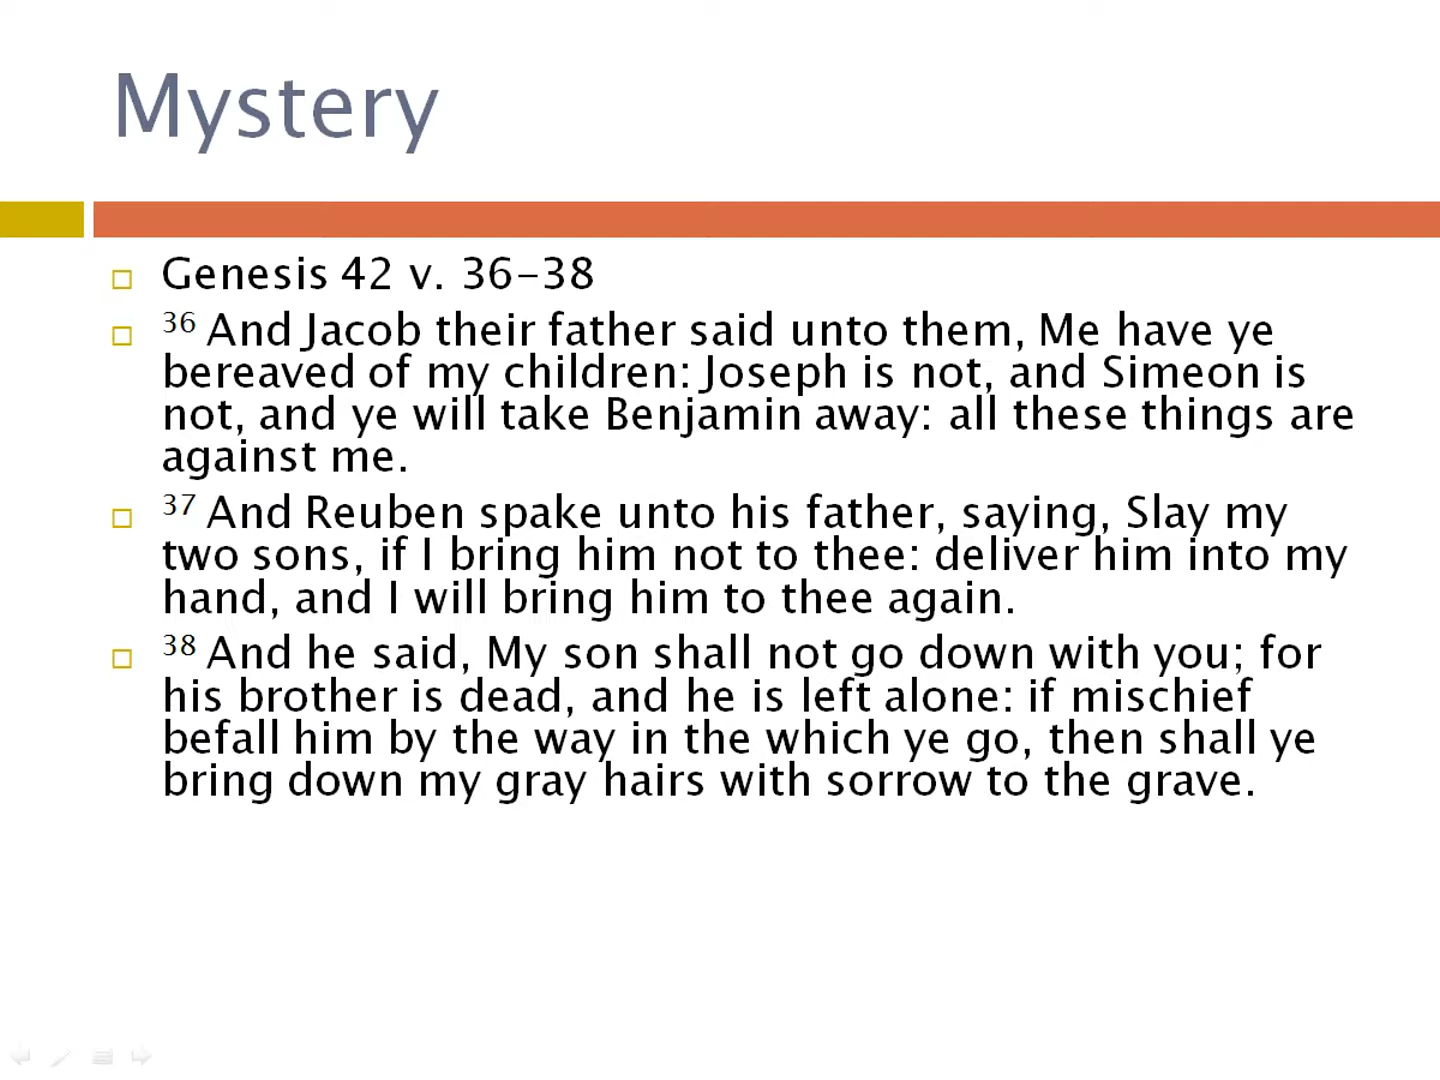 Mystery
Genesis 42 v. 36-38
36 And Jacob their father said unto them, Me have ye
bereaved of my children: Joseph is not, and Simeon is
not, and ye will take Benjamin away: all these things are
against me.
37 And Reuben spake unto his father, saying, Slay my
two sons, if I bring him not to thee: deliver him into my
hand, and I will bring him to thee again.
38 And he said, My son shall not go down with you; for
his brother is dead, and he is left alone: if mischief
befall him by the way in the which ye go, then shall ye
bring down my gray hairs with sorrow to the grave.